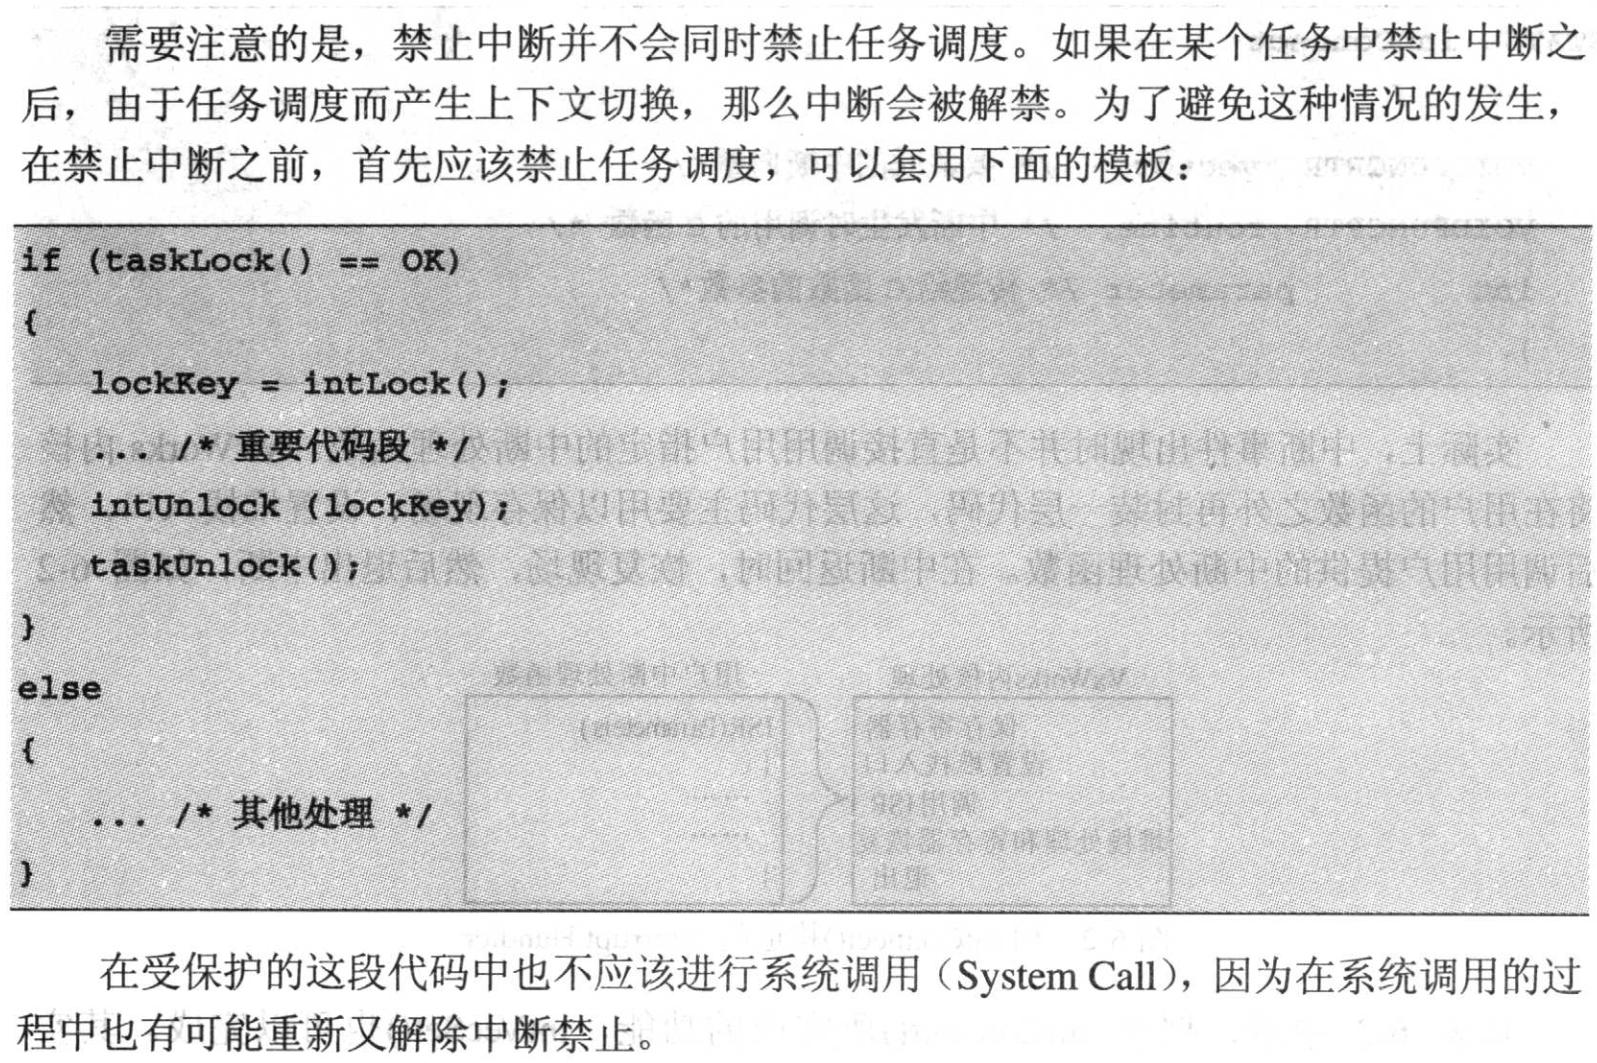 需要注意的是，禁止中断并不会同时禁止任务调度。如果在某个任务中禁止中断之
后，由于任务调度而产生上下文切换，那么中断会被解禁。为了避免这种情况的发生，
在禁止中断之前，首先应该禁止任务调度，可以套用下面的模板：
if (taskLock() == OK)
{
lockKey = intLock();
... /* 重要代码段 */
intUnlock (lockKey);
taskUnlock();
}
else
{
... /* 其他处理 */
}
在受保护的这段代码中也不应该进行系统调用（System Call），因为在系统调用的过
程中也有可能重新又解除中断禁止。